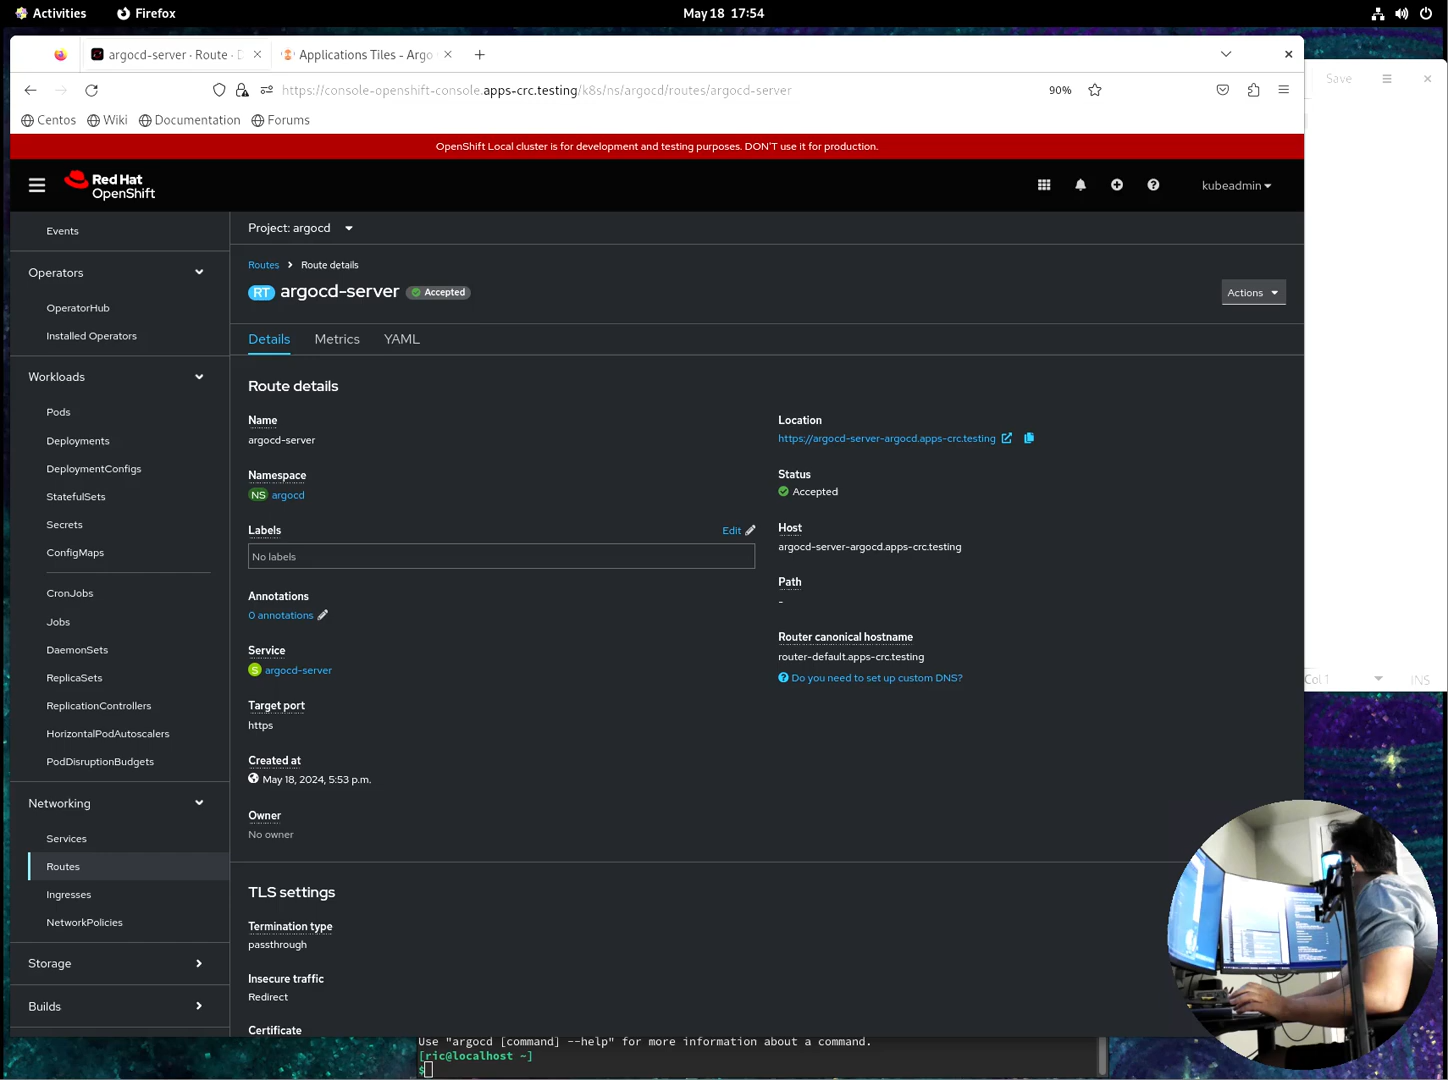 Activities
Firefox
May 18 17:54
argocd-server · Route ·
Applications Tiles - Argo
Save
https://console-openshift-console.apps-crc.testing/k8s/ns/argocd/routes/argocd-server
90%
Centos
Wiki
Documentation
Forums
OpenShift Local cluster is for development and testing purposes. DON'T use it for production.
Red Hat
OpenShift
kubeadmin
Events
Operators
OperatorHub
Installed Operators
Workloads
Pods
Deployments
DeploymentConfigs
StatefulSets
Secrets
ConfigMaps
CronJobs
Jobs
DaemonSets
ReplicaSets
ReplicationControllers
HorizontalPodAutoscalers
PodDisruptionBudgets
Networking
Services
Routes
Ingresses
NetworkPolicies
Storage
Builds
Project: argocd
Routes > Route details
RT argocd-server Accepted
Actions
Details
Metrics
YAML
Route details
Name
argocd-server
Namespace
NS argocd
Labels
Edit
No labels
Annotations
0 annotations
Service
S argocd-server
Target port
https
Created at
May 18, 2024, 5:53 p.m.
Owner
No owner
Location
https://argocd-server-argocd.apps-crc.testing
Status
Accepted
Host
argocd-server-argocd.apps-crc.testing
Path
-
Router canonical hostname
router-default.apps-crc.testing
Do you need to set up custom DNS?
TLS settings
Termination type
passthrough
Insecure traffic
Redirect
Certificate
Col 1
INS
Use "argocd [command] --help" for more information about a command.
[ric@localhost ~]
$